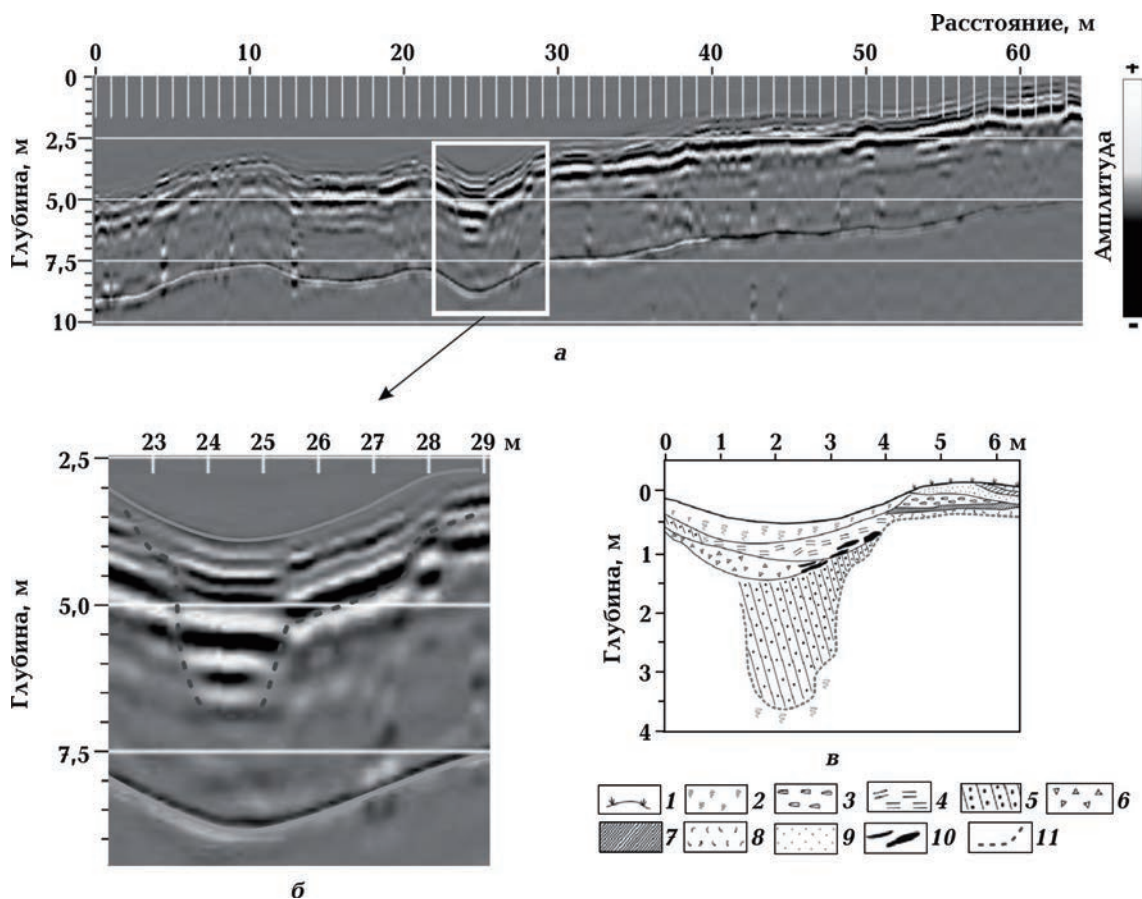 Расстояние, м
0 10 20 30 40 50 60
0
2,5
5,0
7,5
10
Глубина, м
+
Амплитуда
-
а
23 24 25 26 27 28 29 м
2,5
5,0
7,5
Глубина, м
б
0 1 2 3 4 5 6 м
0
1
2
3
4
Глубина, м
в
1 2 3 4 5 6
7 8 9 10 11